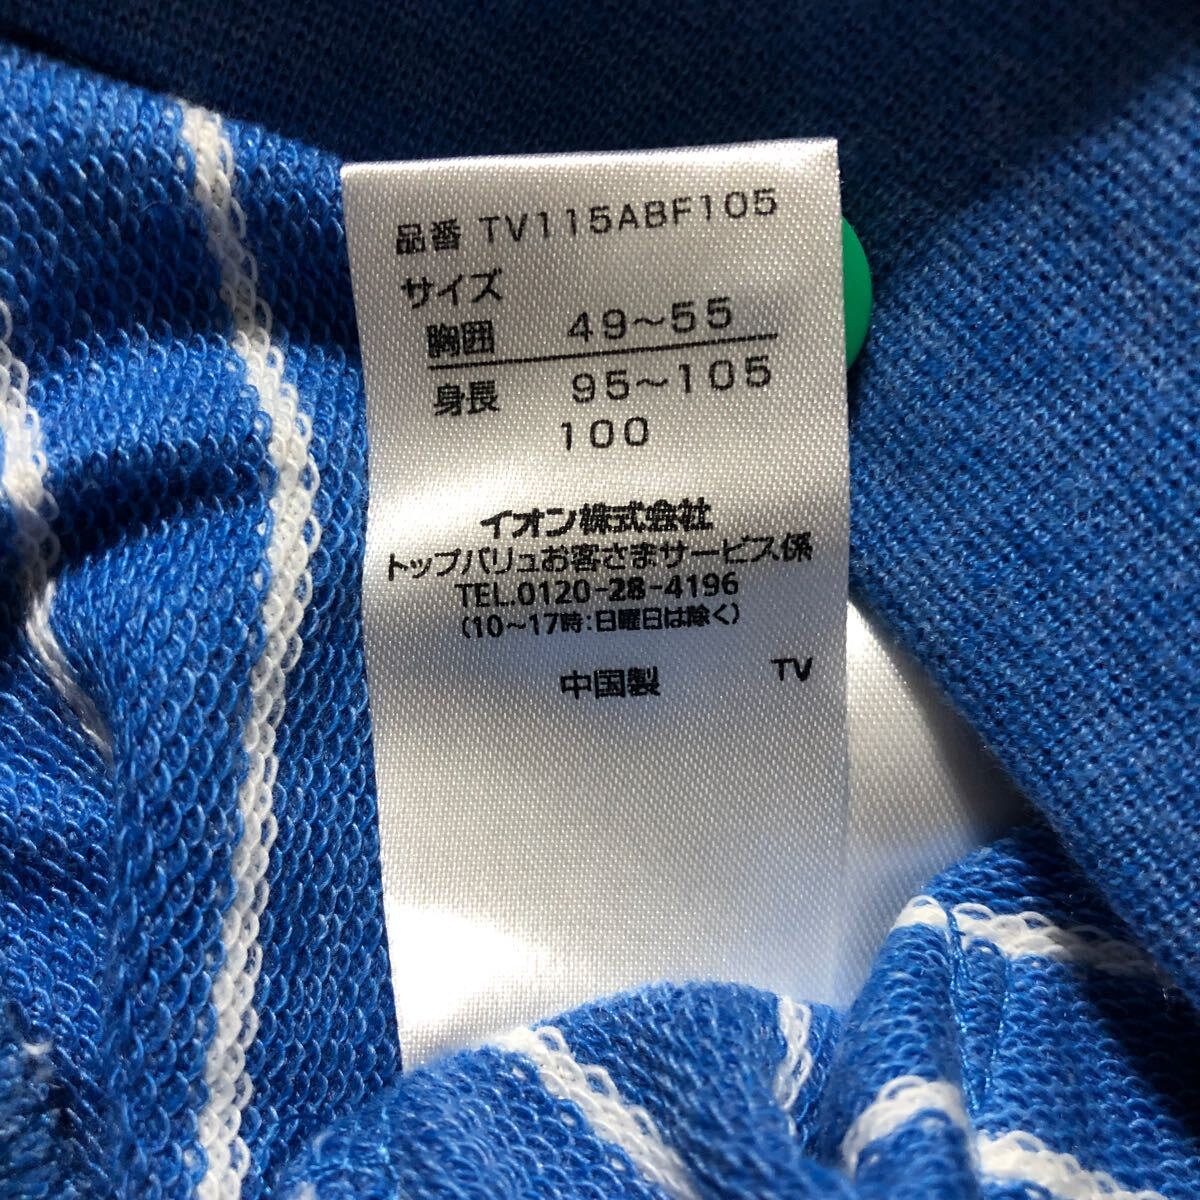 品番 TV115ABF105
サイズ
胸囲 49～55
身長 95～105
100
イオン株式会社
トップバリュお客さまサービス係
TEL.0120-28-4196
(10～17時:日曜日は除く)
中国製 TV